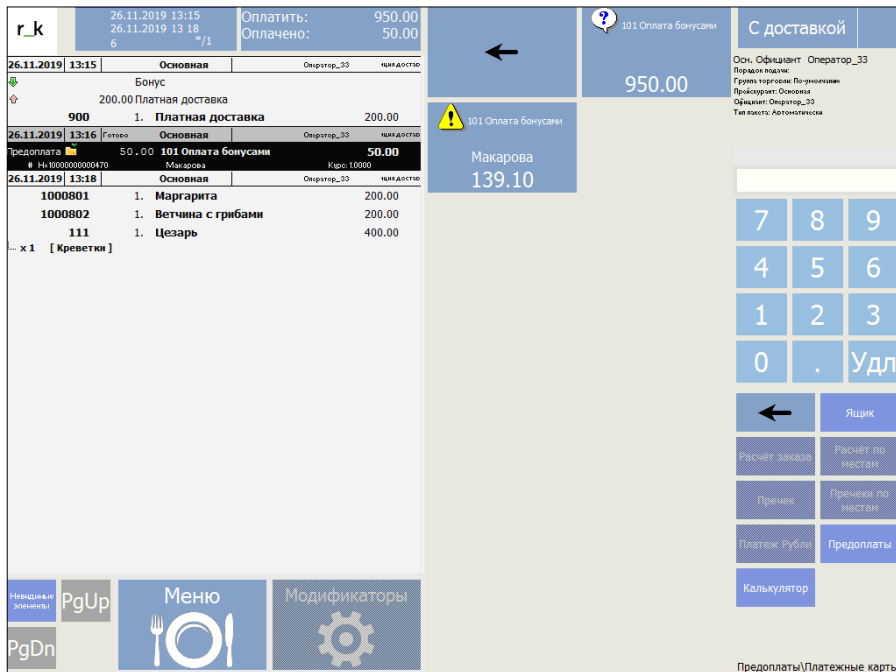 r_k
26.11.2019 13:15
26.11.2019 13 18
6 */1
Оплатить: 950.00
Оплачено: 50.00
26.11.2019 13:15 Основная Оператор_33
Бонус
200.00 Платная доставка
900 1. Платная доставка 200.00
26.11.2019 13:16 Готово Основная Оператор_33
Предоплата 50.00 101 Оплата бонусами 50.00
# Н=10000000000470 Макарова Курс: 1.0000
26.11.2019 13:18 Основная Оператор_33
1000801 1. Маргарита 200.00
1000802 1. Ветчина с грибами 200.00
111 1. Цезарь 400.00
x 1 [ Креветки ]
Невидимые элементы
PgUp
PgDn
Меню
Модификаторы
101 Оплата бонусами
950.00
101 Оплата бонусами
Макарова
139.10
С доставкой
Осн. Официант Оператор_33
Порядок подачи:
Группа торговли: По-умолчанию
Прейскурант: Основная
Официант: Оператор_33
Тип пакета: Автоматически
7 8 9
4 5 6
1 2 3
0 . Удл
Ящик
Расчёт заказа
Расчёт по местам
Пречек
Пречеки по местам
Платеж Рубли
Предоплаты
Калькулятор
Предоплаты\Платежные карты